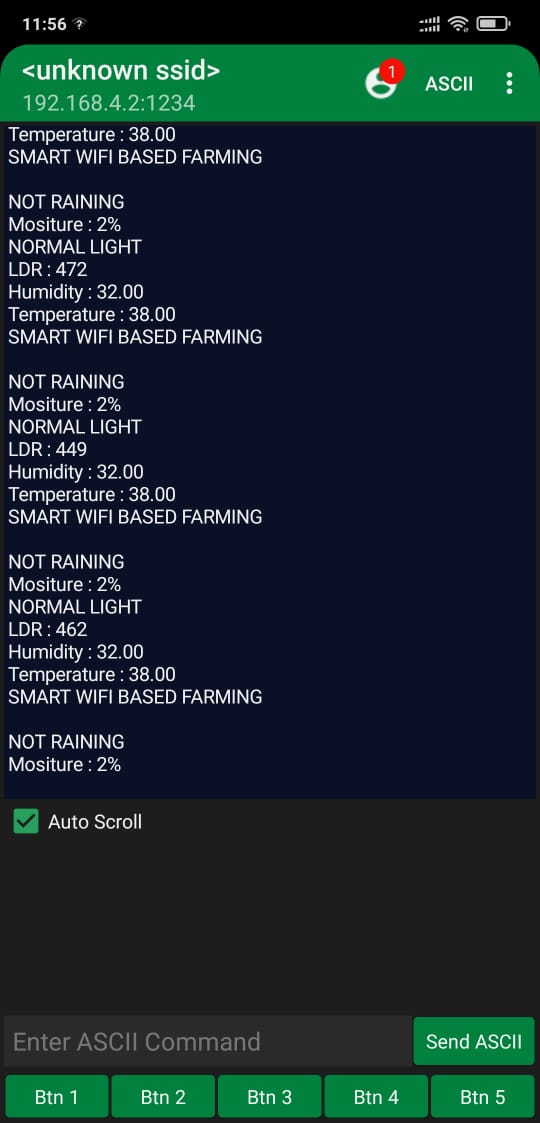 11:56
<unknown ssid>
1
ASCII
192.168.4.2:1234
Temperature : 38.00
SMART WIFI BASED FARMING
NOT RAINING
Mositure : 2%
NORMAL LIGHT
LDR : 472
Humidity : 32.00
Temperature : 38.00
SMART WIFI BASED FARMING
NOT RAINING
Mositure : 2%
NORMAL LIGHT
LDR : 449
Humidity : 32.00
Temperature : 38.00
SMART WIFI BASED FARMING
NOT RAINING
Mositure : 2%
NORMAL LIGHT
LDR : 462
Humidity : 32.00
Temperature : 38.00
SMART WIFI BASED FARMING
NOT RAINING
Mositure : 2%
Auto Scroll
Enter ASCII Command
Send ASCII
Btn 1
Btn 2
Btn 3
Btn 4
Btn 5